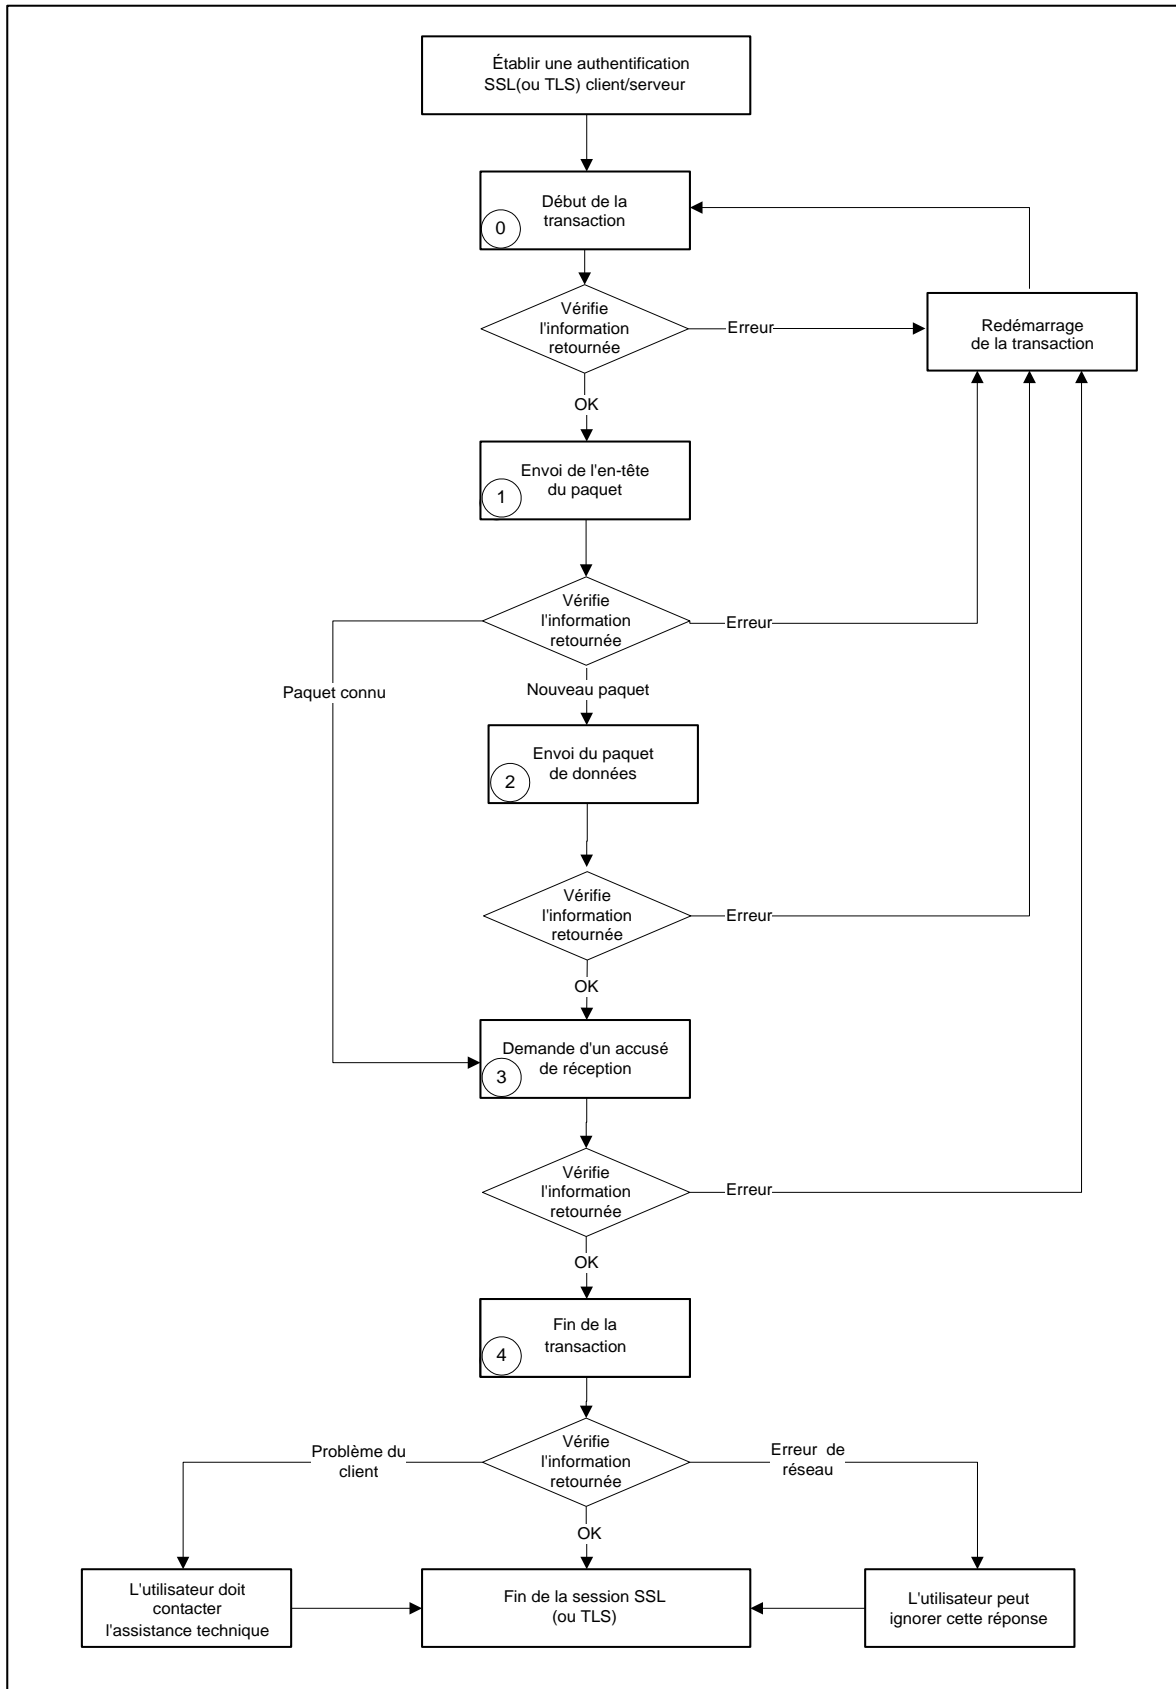 Établir une authentification
SSL(ou TLS) client/serveur
Début de la
transaction
0
Vérifie
l'information
retournée
Erreur
Redémarrage
de la transaction
OK
Envoi de l'en-tête
du paquet
1
Vérifie
l'information
retournée
Erreur
Paquet connu
Nouveau paquet
Envoi du paquet
de données
2
Vérifie
l'information
retournée
Erreur
OK
Demande d'un accusé
de réception
3
Vérifie
l'information
retournée
Erreur
OK
Fin de la
transaction
4
Problème du
client
Vérifie
l'information
retournée
Erreur de
réseau
OK
L'utilisateur doit
contacter
l'assistance technique
Fin de la session SSL
(ou TLS)
L'utilisateur peut
ignorer cette réponse